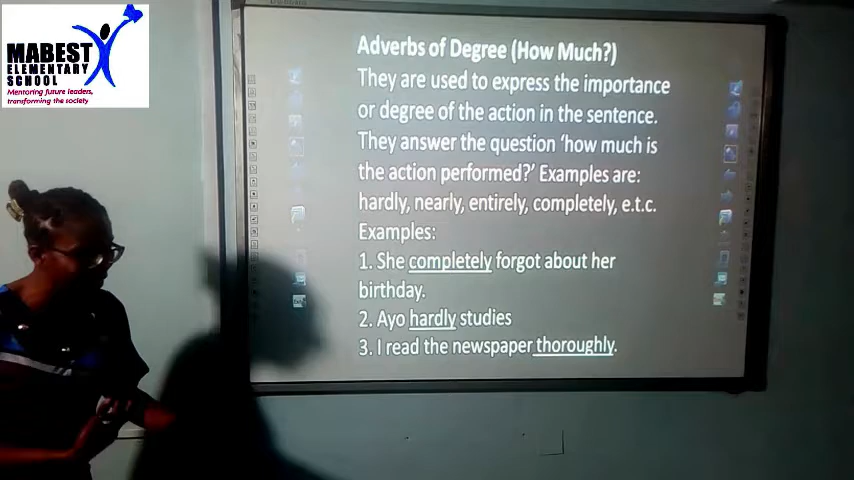 MABEST
ELEMENTARY
SCHOOL
Mentoring future leaders,
transforming the society
Adverbs of Degree (How Much?)
They are used to express the importance
or degree of the action in the sentence.
They answer the question ‘how much is
the action performed?’ Examples are:
hardly, nearly, entirely, completely, e.t.c.
Examples:
1. She completely forgot about her
birthday.
2. Ayo hardly studies
3. I read the newspaper thoroughly.